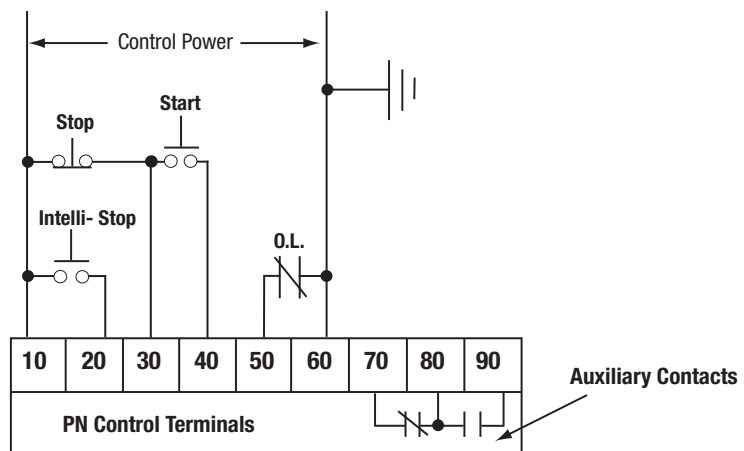 Control Power
Start
Stop
Intelli- Stop
O.L.
10 20 30 40 50 60 70 80 90
Auxiliary Contacts
PN Control Terminals